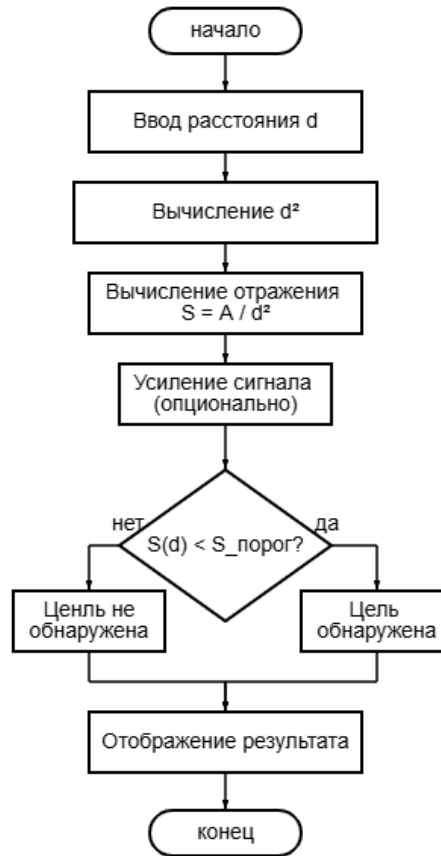 начало
Ввод расстояния d
Вычисление d²
Вычисление отражения
S = A / d²
Усиление сигнала
(опционально)
нет
да
S(d) < S_порог?
Ценль не
обнаружена
Цель
обнаружена
Отображение результата
конец